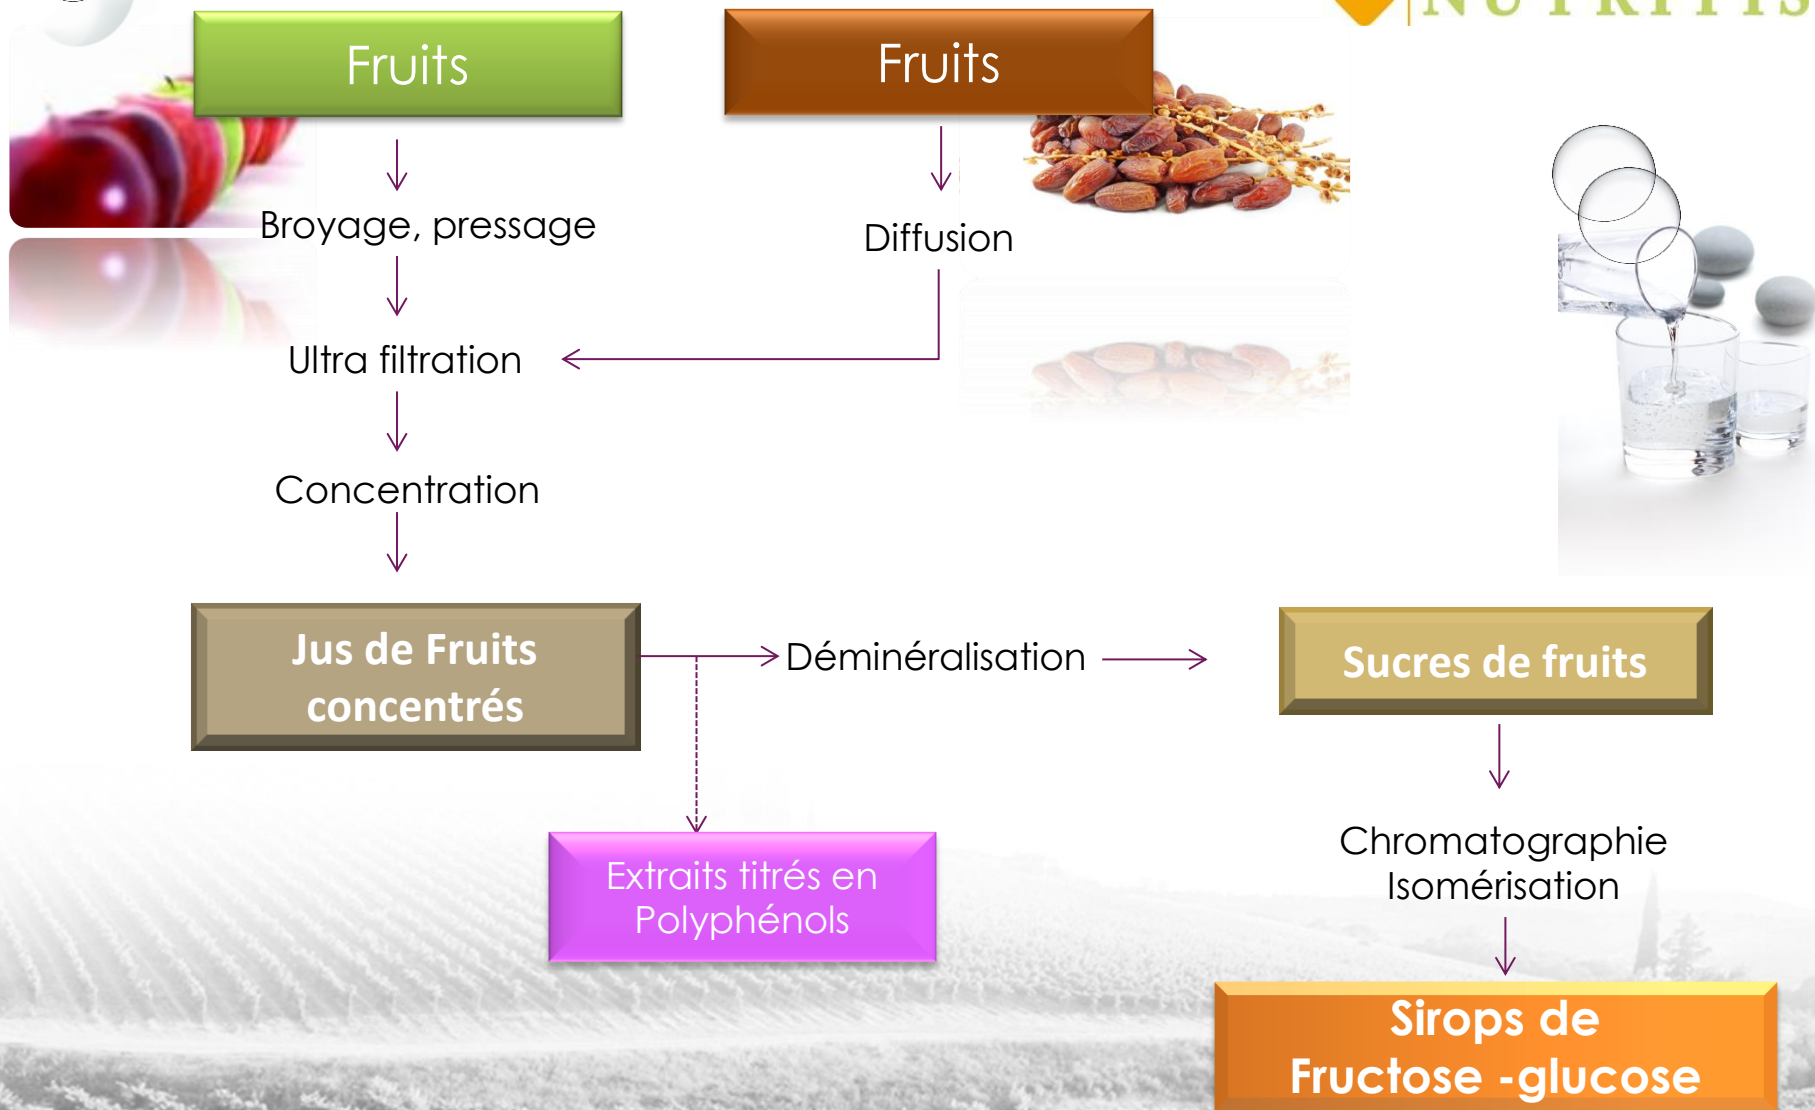 NUTRITIS
Fruits
Fruits
Broyage, pressage
Diffusion
Ultra filtration
Concentration
Jus de Fruits
concentrés
Déminéralisation
Sucres de fruits
Extraits titrés en
Polyphénols
Chromatographie
Isomérisation
Sirops de
Fructose -glucose